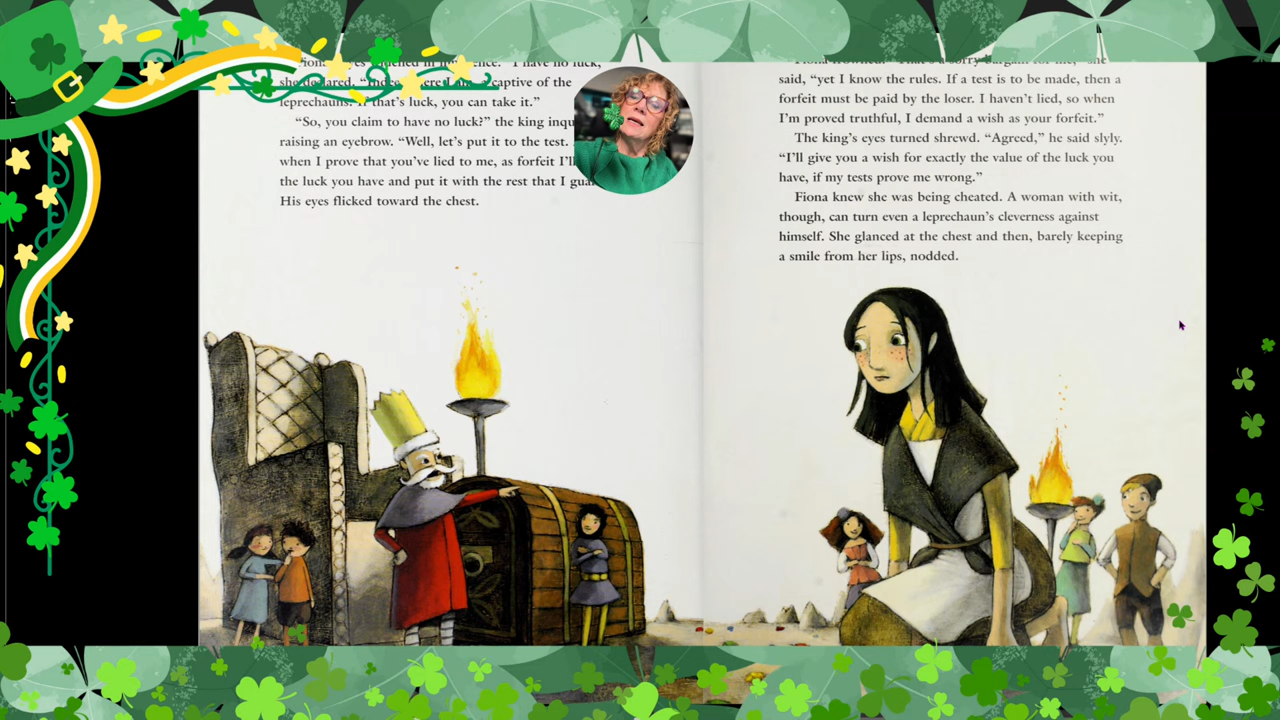 she declared.
captive of the
leprechauns. If that's luck, you can take it.”
“So, you claim to have no luck?” the king
raising an eyebrow. “Well, let's put it to the test.
when I prove that you've lied to me, as forfeit I'll
the luck you have and put it with the rest that I
His eyes flicked toward the chest.
said, “yet I know the rules. If a test is to be made, then a
forfeit must be paid by the loser. I haven't lied, so when
I'm proved truthful, I demand a wish as your forfeit.”
The king's eyes turned shrewd. “Agreed,” he said slyly.
“I'll give you a wish for exactly the value of the luck you
have, if my tests prove me wrong.”
Fiona knew she was being cheated. A woman with wit,
though, can turn even a leprechaun's cleverness against
himself. She glanced at the chest and then, barely keeping
a smile from her lips, nodded.